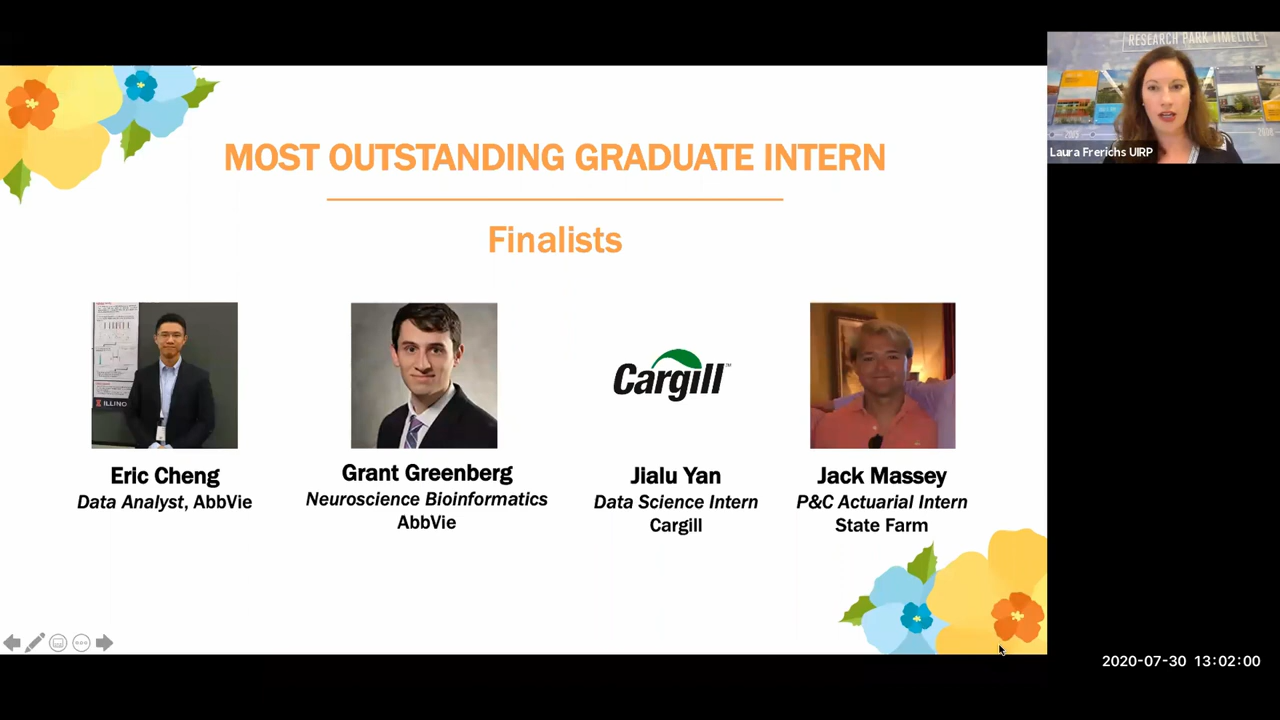 RESEARCH PARK TIMELINE
Laura Frerichs UIRP
MOST OUTSTANDING GRADUATE INTERN
Finalists
ILLINO
Cargill™
Eric Cheng
Data Analyst, AbbVie
Grant Greenberg
Neuroscience Bioinformatics
AbbVie
Jialu Yan
Data Science Intern
Cargill
Jack Massey
P&C Actuarial Intern
State Farm
2020-07-30 13:02:00